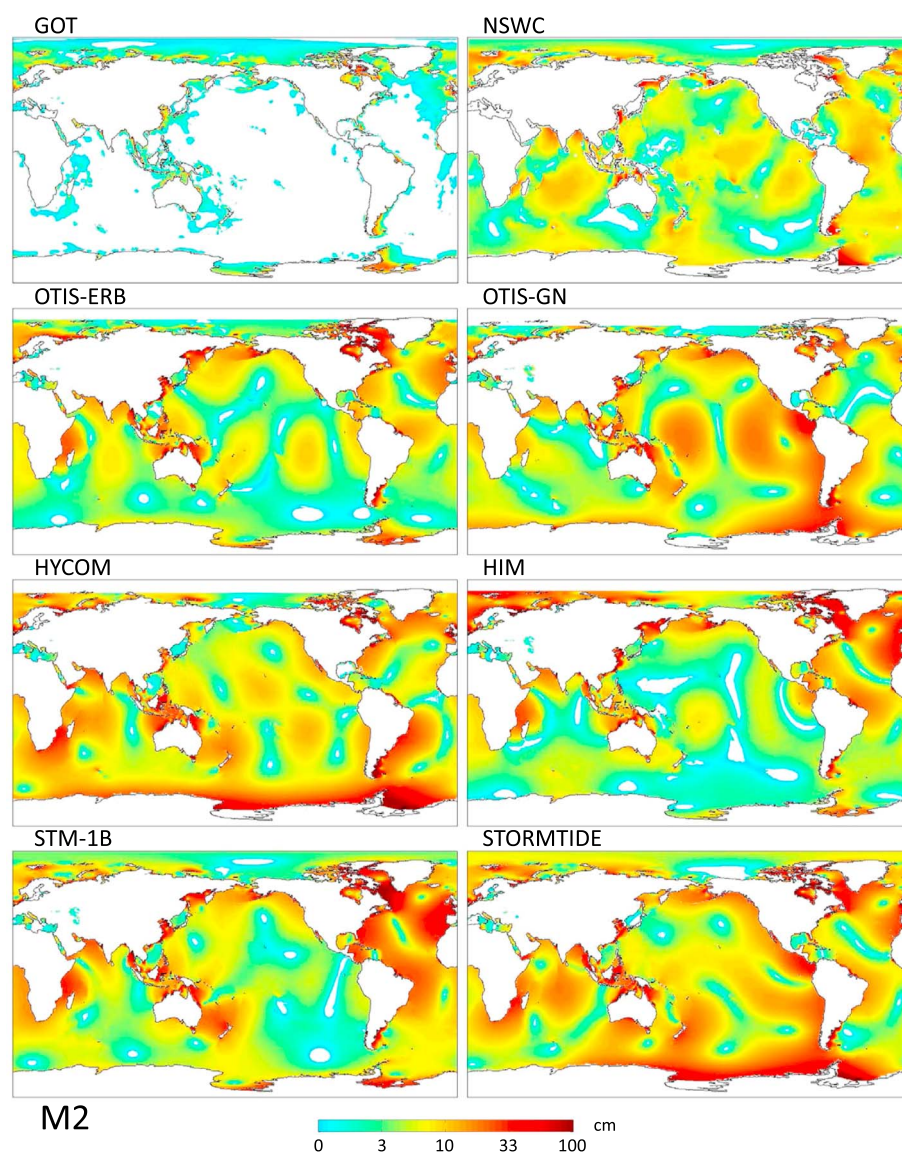 GOT NSWC
OTIS-ERB OTIS-GN
HYCOM HIM
STM-1B STORMTIDE
M2
cm
0 3 10 33 100